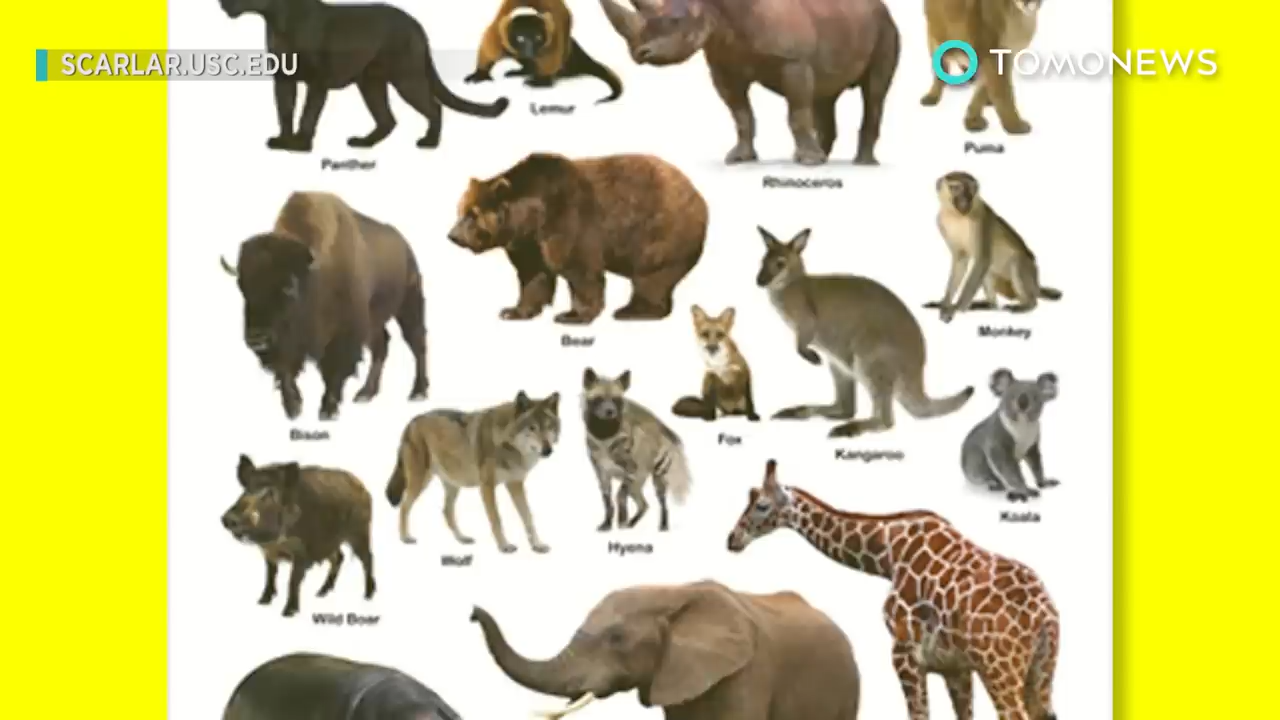 SCARLAR.USC.EDU
TOMONEWS
Lemur
Panther
Puma
Rhinoceros
Monkey
Bear
Bison
Fox
Kangaroo
Koala
Hyena
Wolf
Wild Boar